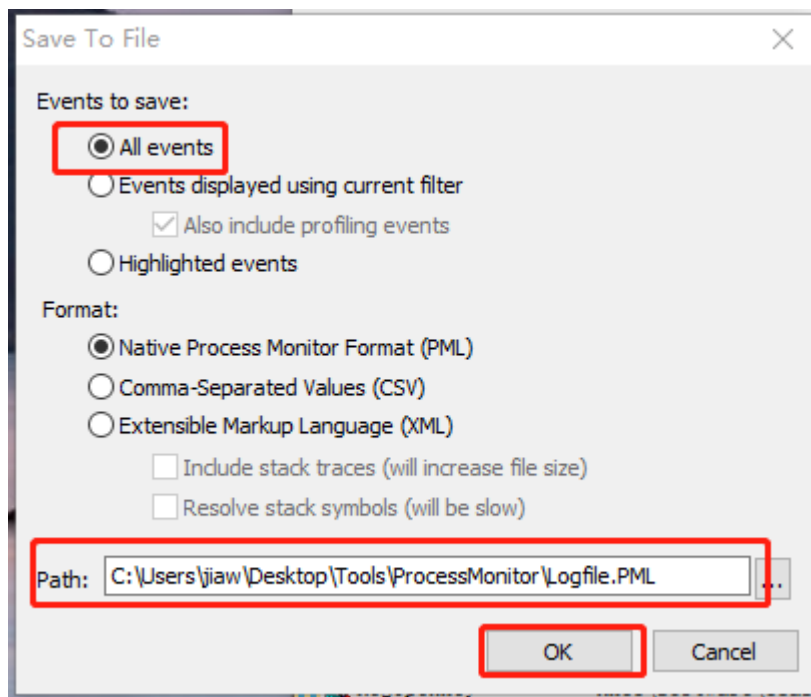 Save To File
Events to save:
All events
Events displayed using current filter
Also include profiling events
Highlighted events
Format:
Native Process Monitor Format (PML)
Comma-Separated Values (CSV)
Extensible Markup Language (XML)
Include stack traces (will increase file size)
Resolve stack symbols (will be slow)
Path: C:\Users\jiaw\Desktop\Tools\ProcessMonitor\Logfile.PML ...
OK Cancel